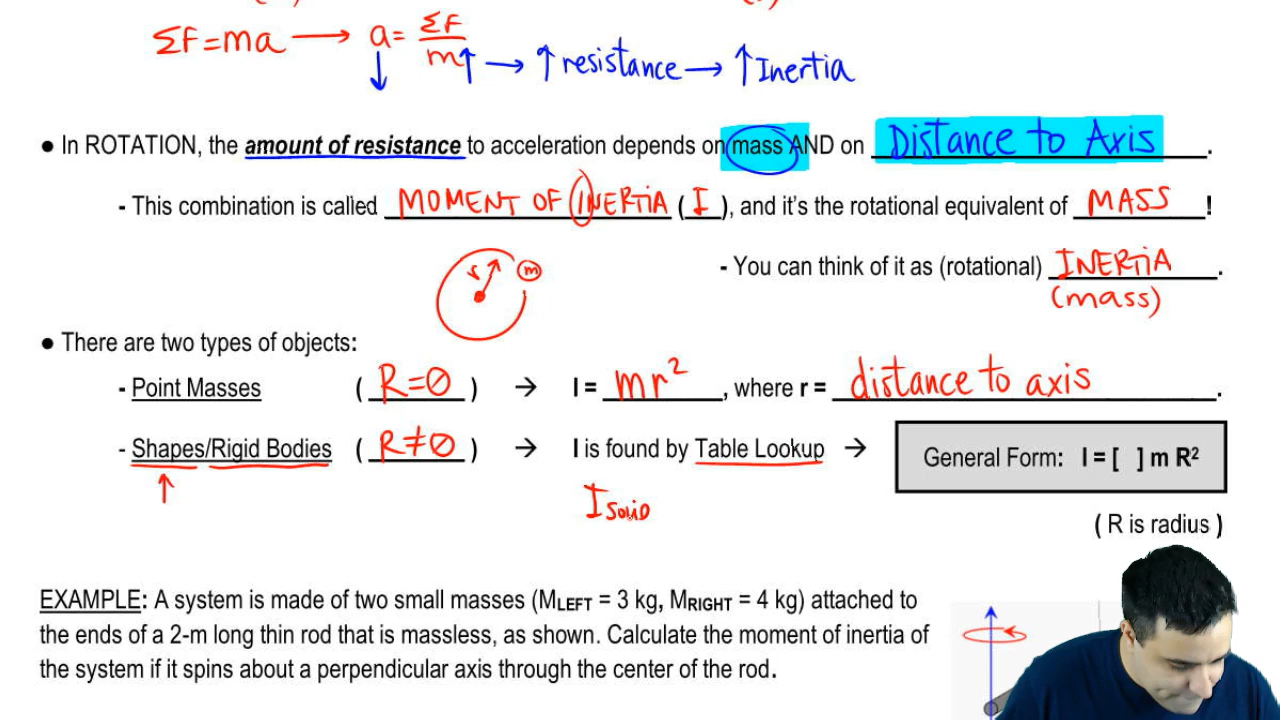 ΣF=ma → a= ΣF/m↑ → ↑ resistance → ↑ Inertia
↓
• In ROTATION, the amount of resistance to acceleration depends on mass AND on Distance to Axis.
- This combination is called MOMENT OF INERTiA (I), and it's the rotational equivalent of MASS!
r m
- You can think of it as (rotational) INERTiA.
(mass)
• There are two types of objects:
- Point Masses (R=0) → I = mr², where r = distance to axis.
- Shapes/Rigid Bodies (R≠0) → I is found by Table Lookup → General Form: I = [ ] m R²
↑
I SOLID
( R is radius )
EXAMPLE: A system is made of two small masses (MLEFT = 3 kg, MRIGHT = 4 kg) attached to
the ends of a 2-m long thin rod that is massless, as shown. Calculate the moment of inertia of
the system if it spins about a perpendicular axis through the center of the rod.